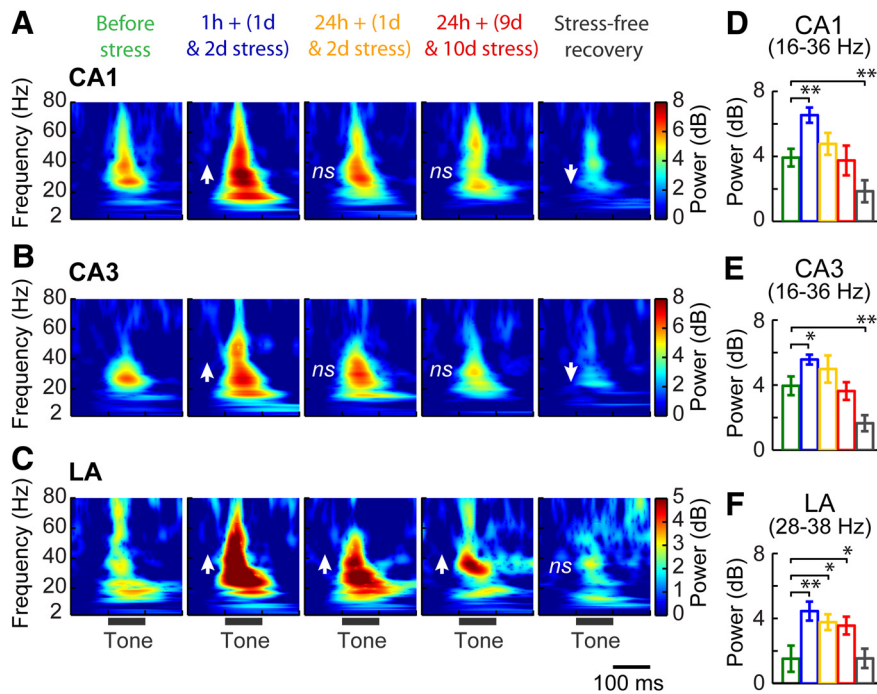 A
Before
stress
1h + (1d
& 2d stress)
24h + (1d
& 2d stress)
24h + (9d
& 10d stress)
Stress-free
recovery
CA1
Frequency (Hz)
80
60
40
20
2
ns
ns
8
6
4
2
0
Power (dB)
B
CA3
Frequency (Hz)
80
60
40
20
2
ns
ns
8
6
4
2
0
Power (dB)
C
LA
Frequency (Hz)
80
60
40
20
2
ns
5
4
3
2
1
0
Power (dB)
Tone
Tone
Tone
Tone
Tone
100 ms
D
CA1
(16-36 Hz)
Power (dB)
8
4
0
**
**
E
CA3
(16-36 Hz)
Power (dB)
8
4
0
**
*
F
LA
(28-38 Hz)
Power (dB)
8
4
0
*
*
**